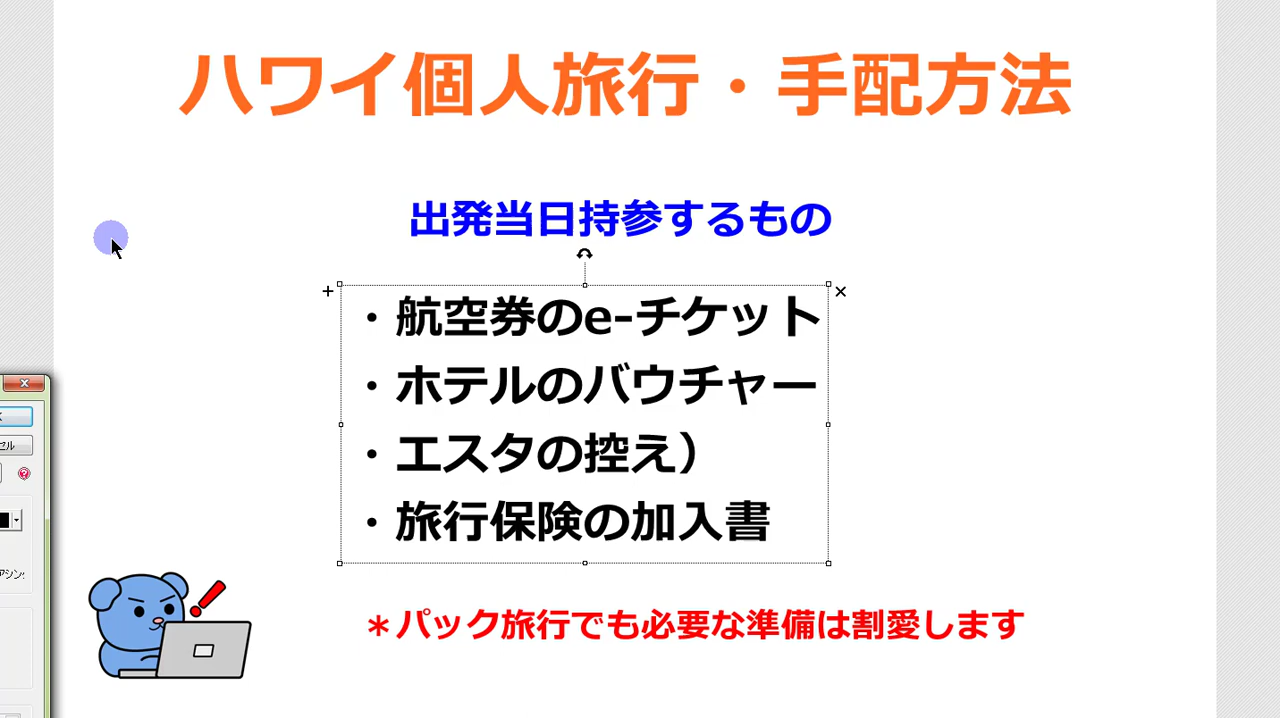 ハワイ個人旅行・手配方法
出発当日持参するもの
・航空券のe-チケット
・ホテルのバウチャー
・エスタの控え）
・旅行保険の加入書
＊パック旅行でも必要な準備は割愛します